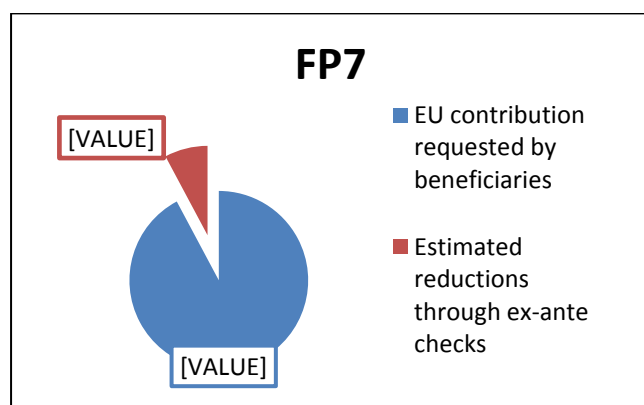 FP7
[VALUE]
EU contribution
requested by
beneficiaries
Estimated
reductions
through ex-ante
checks
[VALUE]